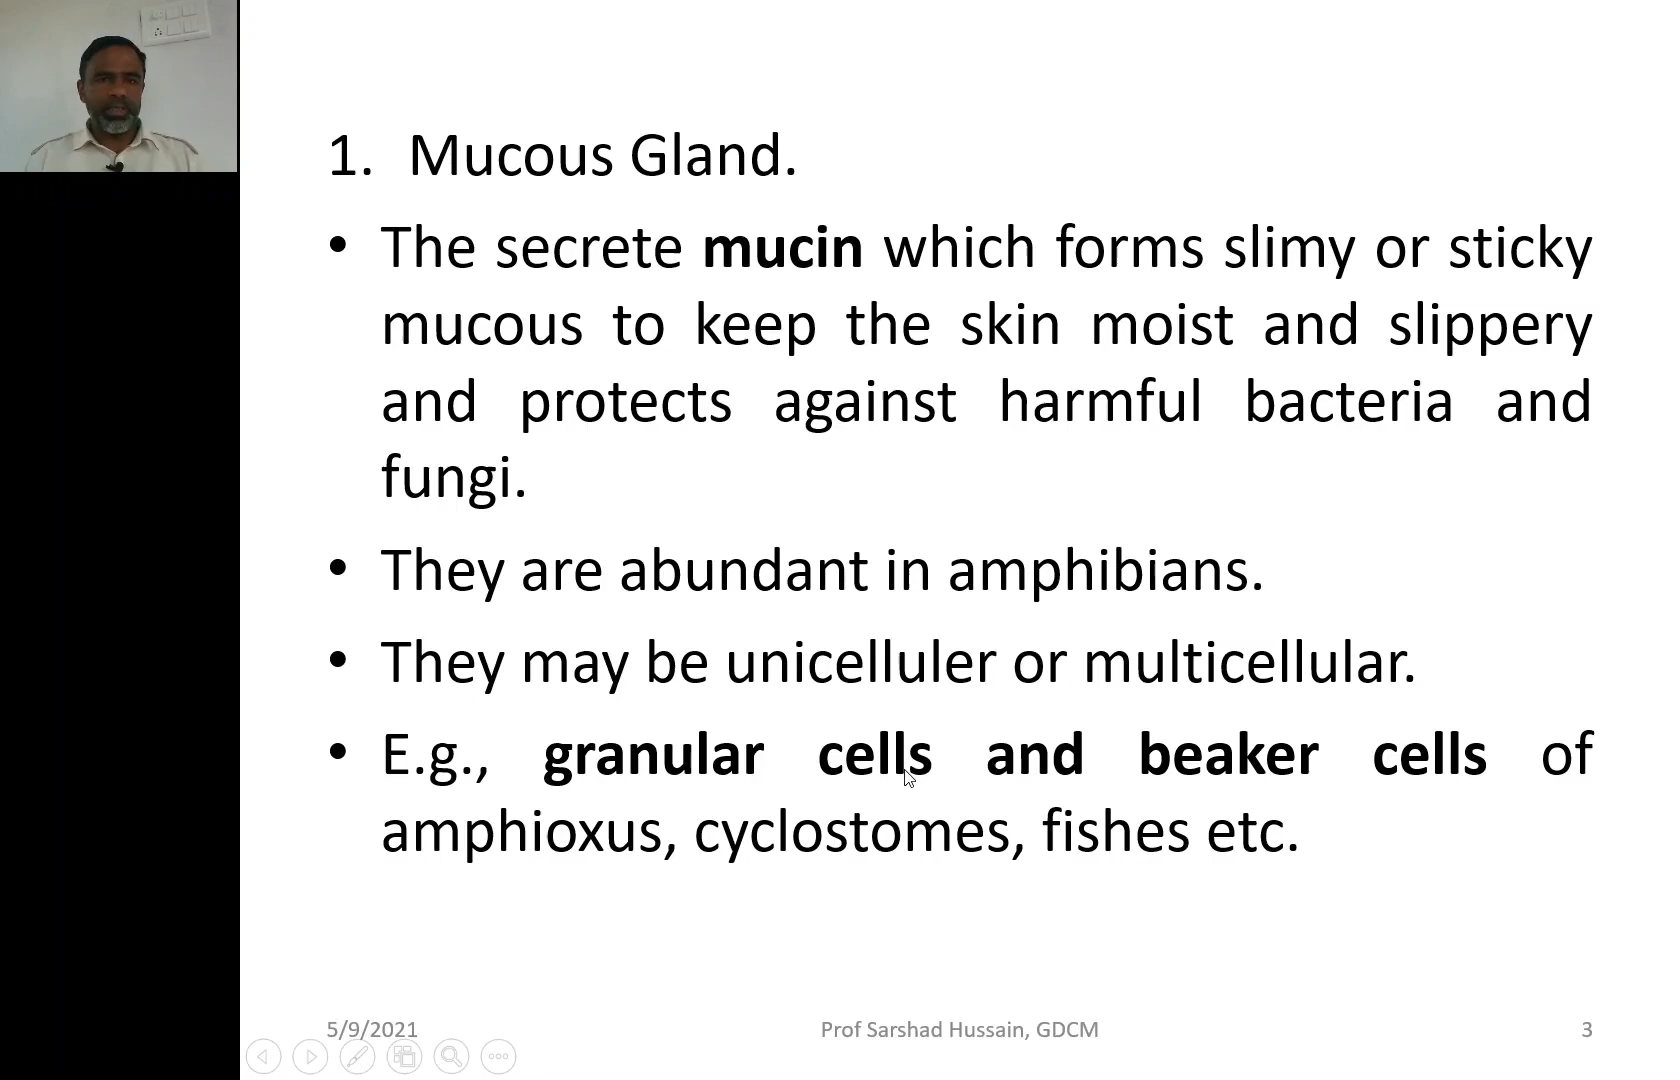 1. Mucous Gland.
• The secrete mucin which forms slimy or sticky
mucous to keep the skin moist and slippery
and protects against harmful bacteria and
fungi.
• They are abundant in amphibians.
• They may be unicelluler or multicellular.
• E.g., granular cells and beaker cells of
amphioxus, cyclostomes, fishes etc.
5/9/2021 Prof Sarshad Hussain, GDCM 3